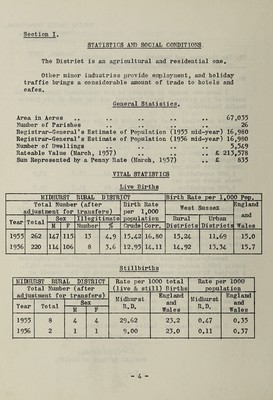 Section I.
STATISTICS AND SOCIAL CONDITIONS.
The District is an agricultural and residential one.
Other minor industries provide employment, and holiday
traffic brings a considerable amount of trade to hotels and
cafes.
General Statistics.
Area in Acres .. .. .. .. .. 67,035
Number of Parishes .. .. .. .. 26
Registrar-General's Estimate of Population (1955 mid-year) 16,980
Registrar-General's Estimate of Population (1956 mid-year) 16,980
Number of Dwellings .. .. .. .. 5,549
Rateable Value (March, 1957) .. .. .. £ 213,578
Sum Represented by a Penny Rate (March, 1957) .. £ 835
VITAL STATISTICS
Live Births
MIDHURST RURAL DISTRICT Birth Rate per 1,000 Pop.
Total Number (after adjustment for transfers) Birth Rate per 1,000 West Sussex England and Wales
Year Total Sex Illegitimate population Rural Districts Urban Districts
M F Number % Crude Corr.
1955 262 147 115 13 4.9 15.42 16.80 15.24 11.69 15.0
1956 220 114 106 8 3.6 12.95 14.11 14.92 13.34 15.7
Stillbirths
MIDHURST RURAL DISTRICT Rate per 1000 total (live & still) Births Rate per 1000 population
Total Number (after adjustment for transfers) Midhurst R.D. England and Wales Midhurst R.D. England and Wales
Year Total Sex
M F
1955 8 4 4 29.62 23.2 0.47 0.35
1956 2 1 1 9.00 23.0 0.11 0.37
- 4 -